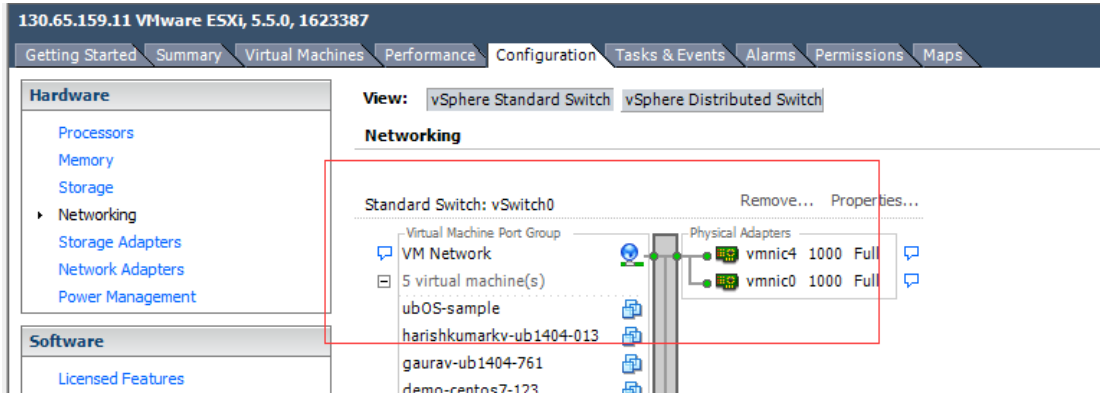 130.65.159.11 VMware ESXi, 5.5.0, 1623387
Getting Started Summary Virtual Machines Performance Configuration Tasks & Events Alarms Permissions Maps
Hardware
Processors
Memory
Storage
Networking
Storage Adapters
Network Adapters
Power Management
Software
Licensed Features
View: vSphere Standard Switch vSphere Distributed Switch
Networking
Standard Switch: vSwitch0 Remove... Properties...
Virtual Machine Port Group Physical Adapters
VM Network vmnic4 1000 Full
5 virtual machine(s) vmnic0 1000 Full
ubOS-sample
harishkumarkv-ub1404-013
gaurav-ub1404-761
demo-centos7-123